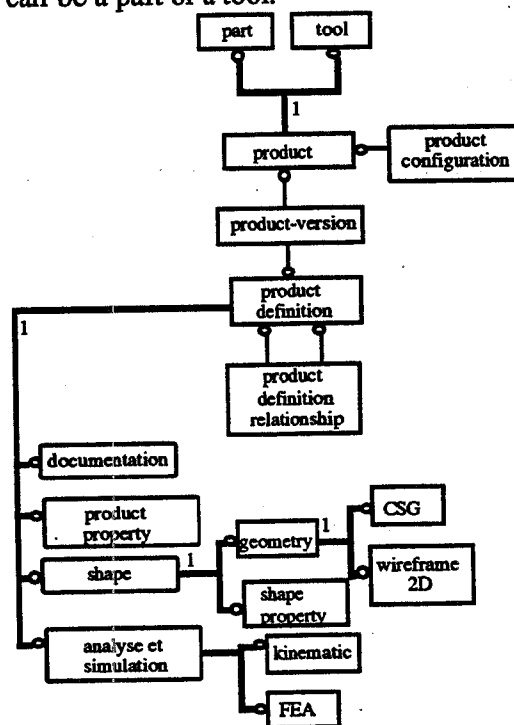 can be a part of a tool.
part
tool
1
product
product
configuration
product-version
product
definition
1
product
definition
relationship
documentation
product
property
shape
1
geometry
1
CSG
wireframe
2D
shape
property
analyse et
simulation
kinematic
FEA